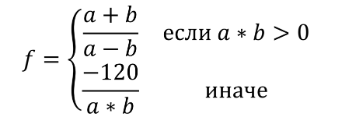 f = { (a + b) / (a − b) если a ∗ b > 0
−120 / (a ∗ b) иначе